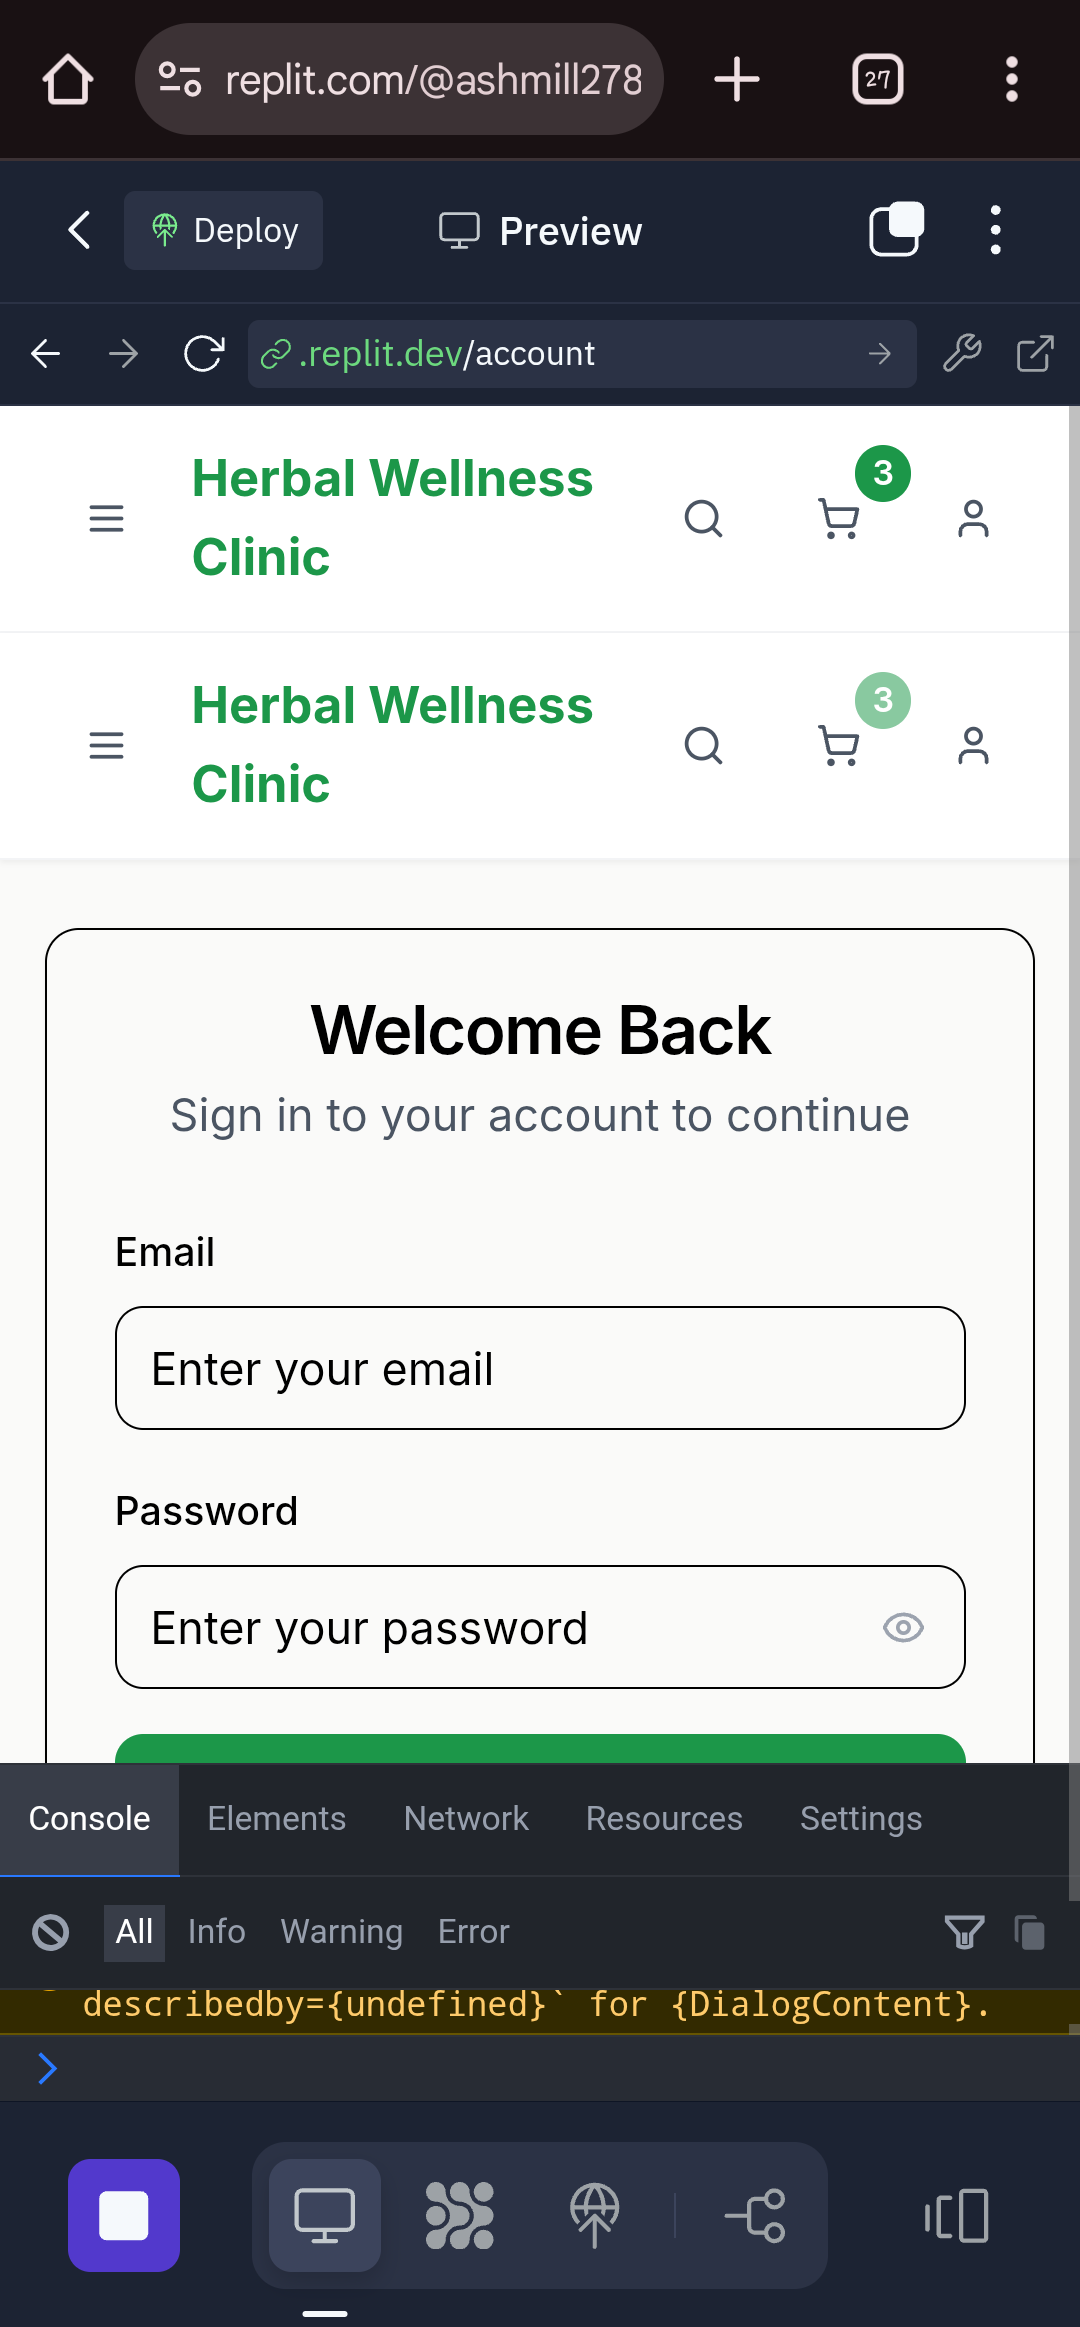 replit.com/@ashmill278
27
Deploy
Preview
.replit.dev/account
Herbal Wellness
Clinic
3
Herbal Wellness
Clinic
3
Welcome Back
Sign in to your account to continue
Email
Enter your email
Password
Enter your password
Console Elements Network Resources Settings
All Info Warning Error
describedby={undefined}` for {DialogContent}.